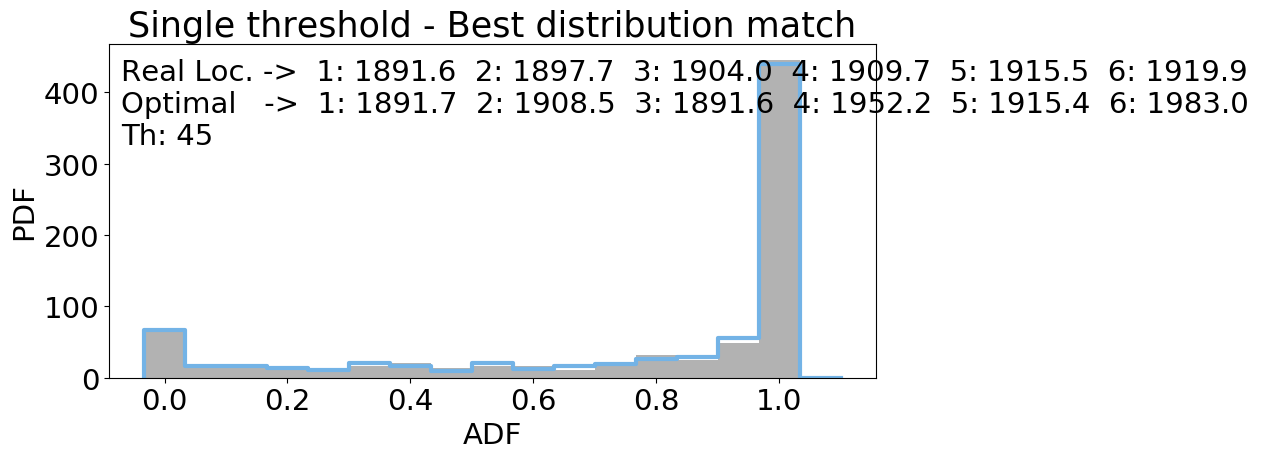 Single threshold - Best distribution match
Real Loc. -> 1: 1891.6 2: 1897.7 3: 1904.0 4: 1909.7 5: 1915.5 6: 1919.9
Optimal -> 1: 1891.7 2: 1908.5 3: 1891.6 4: 1952.2 5: 1915.4 6: 1983.0
Th: 45
PDF
400
300
200
100
0
0.0 0.2 0.4 0.6 0.8 1.0
ADF